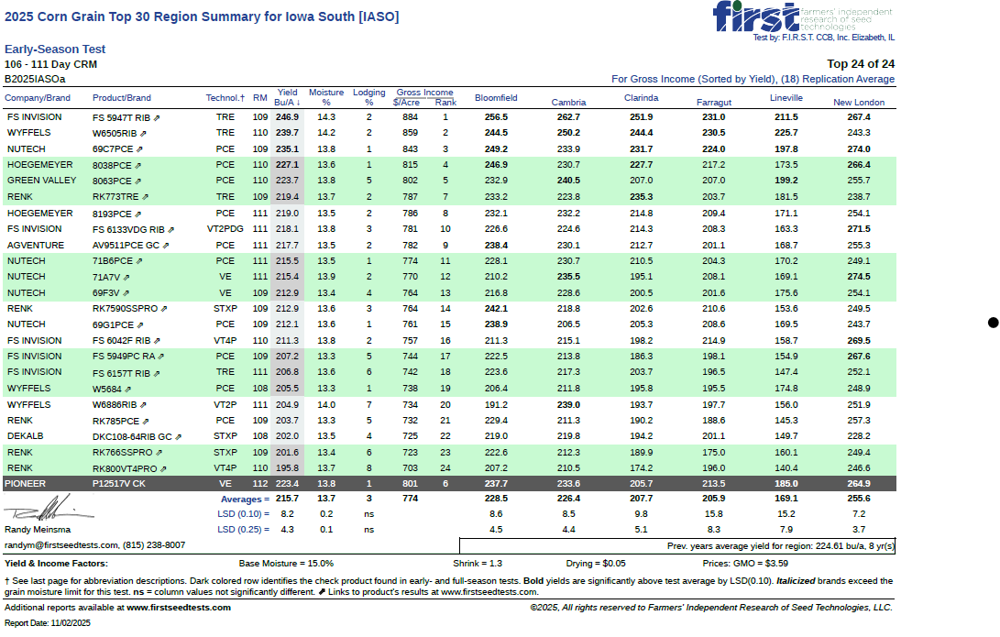 2025 Corn Grain Top 30 Region Summary for Iowa South [IASO]
first farmers' independent research of seed technologies
Test by: F.I.R.S.T. CCB, Inc. Elizabeth, IL
Early-Season Test
106 - 111 Day CRM
Top 24 of 24
B2025IASOa
For Gross Income (Sorted by Yield), (18) Replication Average
Company/Brand Product/Brand Technol.† RM Yield Bu/A ↓ Moisture % Lodging % Gross Income $/Acre Rank Bloomfield Cambria Clarinda Farragut Lineville New London
FS INVISION FS 5947T RIB ⇗ TRE 109 246.9 14.3 2 884 1 256.5 262.7 251.9 231.0 211.5 267.4
WYFFELS W6505RIB ⇗ TRE 110 239.7 14.2 2 859 2 244.5 250.2 244.4 230.5 225.7 243.3
NUTECH 69C7PCE ⇗ PCE 109 235.1 13.8 1 843 3 249.2 233.9 231.7 224.0 197.8 274.0
HOEGEMEYER 8038PCE ⇗ PCE 110 227.1 13.6 1 815 4 246.9 230.7 227.7 217.2 173.5 266.4
GREEN VALLEY 8063PCE ⇗ PCE 110 223.7 13.8 5 802 5 232.9 240.5 207.0 207.0 199.2 255.7
RENK RK773TRE ⇗ TRE 109 219.4 13.7 2 787 7 233.2 223.8 235.3 203.7 181.5 238.7
HOEGEMEYER 8193PCE ⇗ PCE 111 219.0 13.5 2 786 8 232.1 232.2 214.8 209.4 171.1 254.1
FS INVISION FS 6133VDG RIB ⇗ VT2PDG 111 218.1 13.8 3 781 10 226.6 224.6 214.3 208.3 163.3 271.5
AGVENTURE AV9511PCE GC ⇗ PCE 111 217.7 13.5 2 782 9 238.4 230.1 212.7 201.1 168.7 255.3
NUTECH 71B6PCE ⇗ PCE 111 215.5 13.5 1 774 11 228.1 230.7 210.5 204.3 170.2 249.1
NUTECH 71A7V ⇗ VE 111 215.4 13.9 2 770 12 210.2 235.5 195.1 208.1 169.1 274.5
NUTECH 69F3V ⇗ VE 109 212.9 13.4 4 764 13 216.8 228.6 200.5 201.6 175.6 254.1
RENK RK7590SSPRO ⇗ STXP 109 212.9 13.6 3 764 14 242.1 218.8 202.6 210.6 153.6 249.5
NUTECH 69G1PCE ⇗ PCE 109 212.1 13.6 1 761 15 238.9 206.5 205.3 208.6 169.5 243.7
FS INVISION FS 6042F RIB ⇗ VT4P 110 211.3 13.8 2 757 16 211.3 215.1 198.2 214.9 158.7 269.5
FS INVISION FS 5949PC RA ⇗ PCE 109 207.2 13.3 5 744 17 222.5 213.8 186.3 198.1 154.9 267.6
FS INVISION FS 6157T RIB ⇗ TRE 111 206.8 13.6 6 742 18 223.6 217.3 203.7 196.5 147.4 252.1
WYFFELS W5684 ⇗ PCE 108 205.5 13.3 1 738 19 206.4 211.8 195.8 195.5 174.8 248.9
WYFFELS W6886RIB ⇗ VT2P 111 204.9 14.0 7 734 20 191.2 239.0 193.7 197.7 156.0 251.9
RENK RK785PCE ⇗ PCE 109 203.7 13.3 5 732 21 229.4 211.3 190.2 188.6 145.3 257.3
DEKALB DKC108-64RIB GC ⇗ STXP 108 202.0 13.5 4 725 22 219.0 219.8 194.2 201.1 149.7 228.2
RENK RK766SSPRO ⇗ STXP 109 201.6 13.4 6 723 23 222.6 212.3 189.9 175.0 160.1 249.4
RENK RK800VT4PRO ⇗ VT4P 110 195.8 13.7 8 703 24 207.2 210.5 174.2 196.0 140.4 246.6
PIONEER P12517V CK VE 112 223.4 13.8 1 801 6 237.7 233.6 205.7 213.5 185.0 264.9
Averages = 215.7 13.7 3 774 228.5 226.4 207.7 205.9 169.1 255.6
LSD (0.10) = 8.2 0.2 ns 8.6 8.5 9.8 15.8 15.2 7.2
Randy Meinsma LSD (0.25) = 4.3 0.1 ns 4.5 4.4 5.1 8.3 7.9 3.7
randym@firstseedtests.com, (815) 238-8007 Prev. years average yield for region: 224.61 bu/a, 8 yr(s)
Yield & Income Factors: Base Moisture = 15.0% Shrink = 1.3 Drying = $0.05 Prices: GMO = $3.59
† See last page for abbreviation descriptions. Dark colored row identifies the check product found in early- and full-season tests. Bold yields are significantly above test average by LSD(0.10). Italicized brands exceed the
grain moisture limit for this test. ns = column values not significantly different. ⇗ Links to product's results at www.firstseedtests.com.
Additional reports available at www.firstseedtests.com ©2025, All rights reserved to Farmers' Independent Research of Seed Technologies, LLC.
Report Date: 11/02/2025